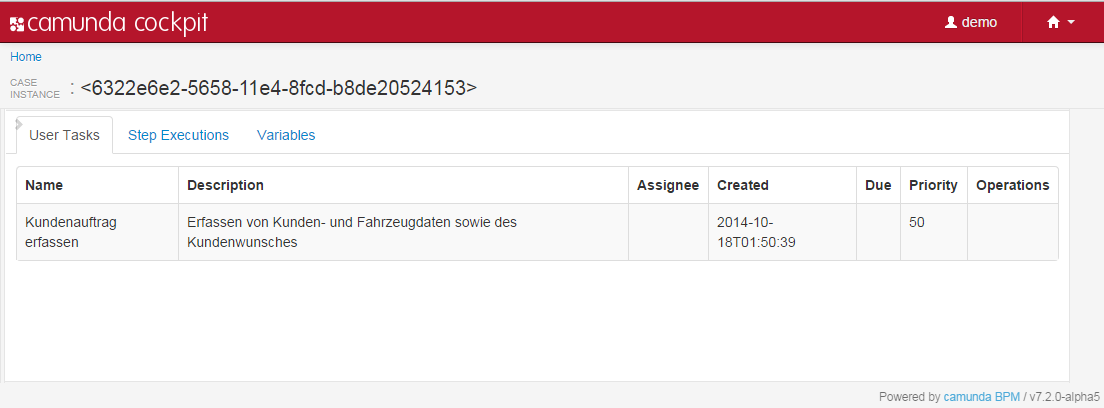 camunda cockpit demo
Home
CASE
INSTANCE : <6322e6e2-5658-11e4-8fcd-b8de20524153>
User Tasks Step Executions Variables
Name Description Assignee Created Due Priority Operations
Kundenauftrag Erfassen von Kunden- und Fahrzeugdaten sowie des 2014-10- 50
erfassen Kundenwunsches 18T01:50:39
Powered by camunda BPM / v7.2.0-alpha5